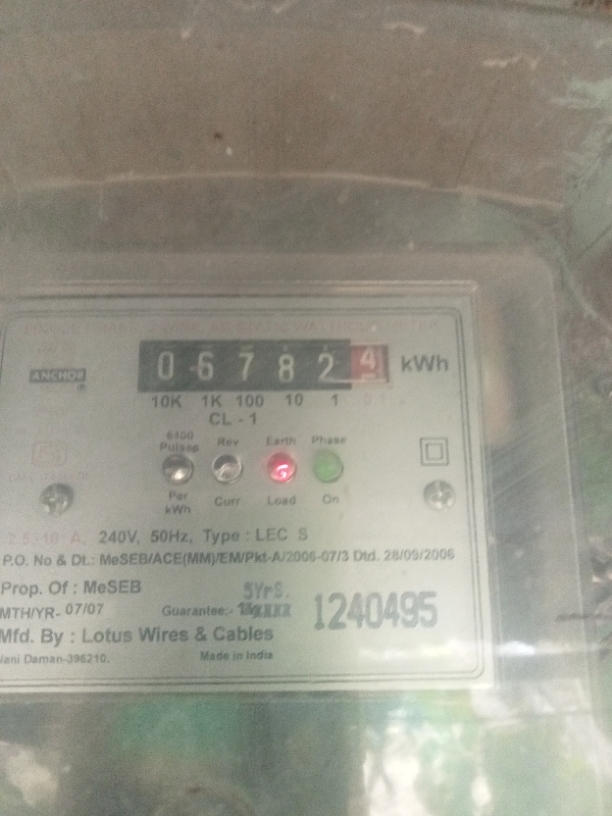 ANCHOR
®
067824 kWh
10K 1K 100 10 1 0.1
CL - 1
6400 Pulses Per kWh
Rev Curr
Earth Load
Phase On
A, 240V, 50Hz, Type : LEC S
P.O. No & Dt.: MeSEB/ACE(MM)/EM/Pkt-A/2006-07/3 Dtd. 28/09/2006
Prop. Of : MeSEB
5Yrs.
MTH/YR- 07/07 Guarantee:-
1240495
Mfd. By : Lotus Wires & Cables
Daman-396210. Made in India